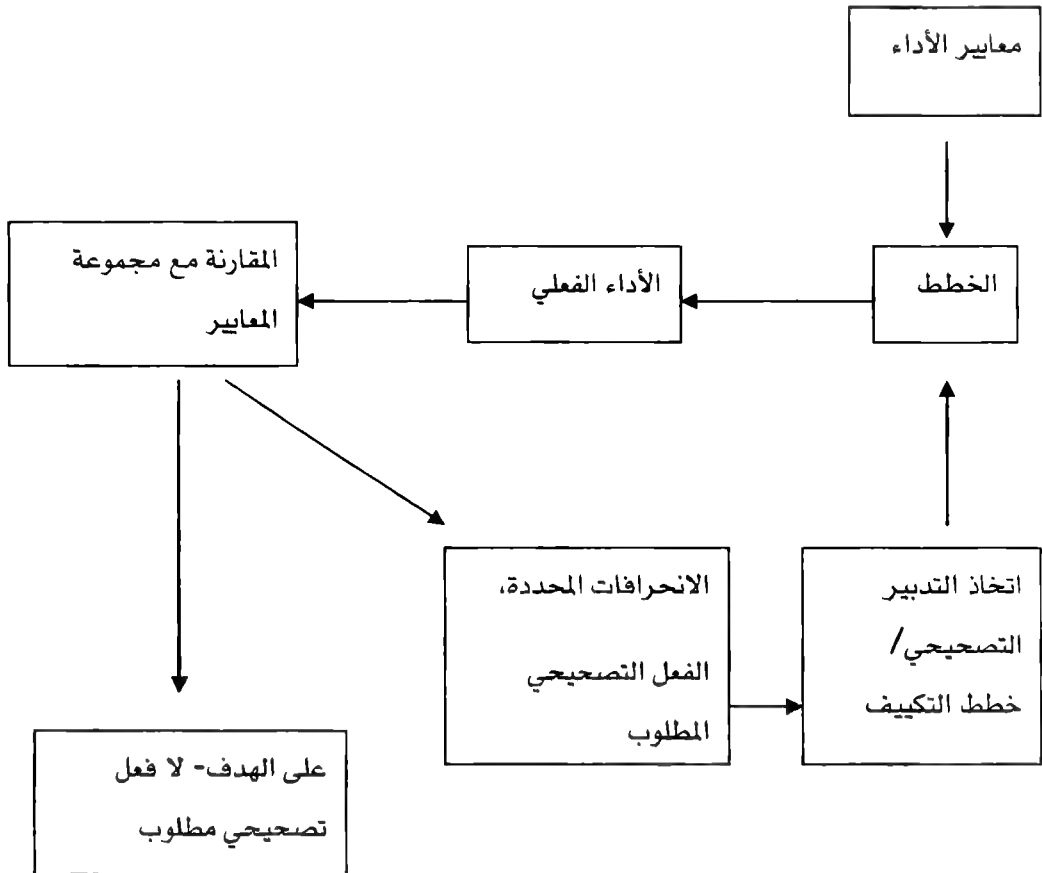 معايير الأداء
الخطط
الأداء الفعلي
المقارنة مع مجموعة
المعايير
الانحرافات المحددة،
الفعل التصحيحي
المطلوب
اتخاذ التدبير
التصحيحي/
خطط التكييف
على الهدف- لا فعل
تصحيحي مطلوب